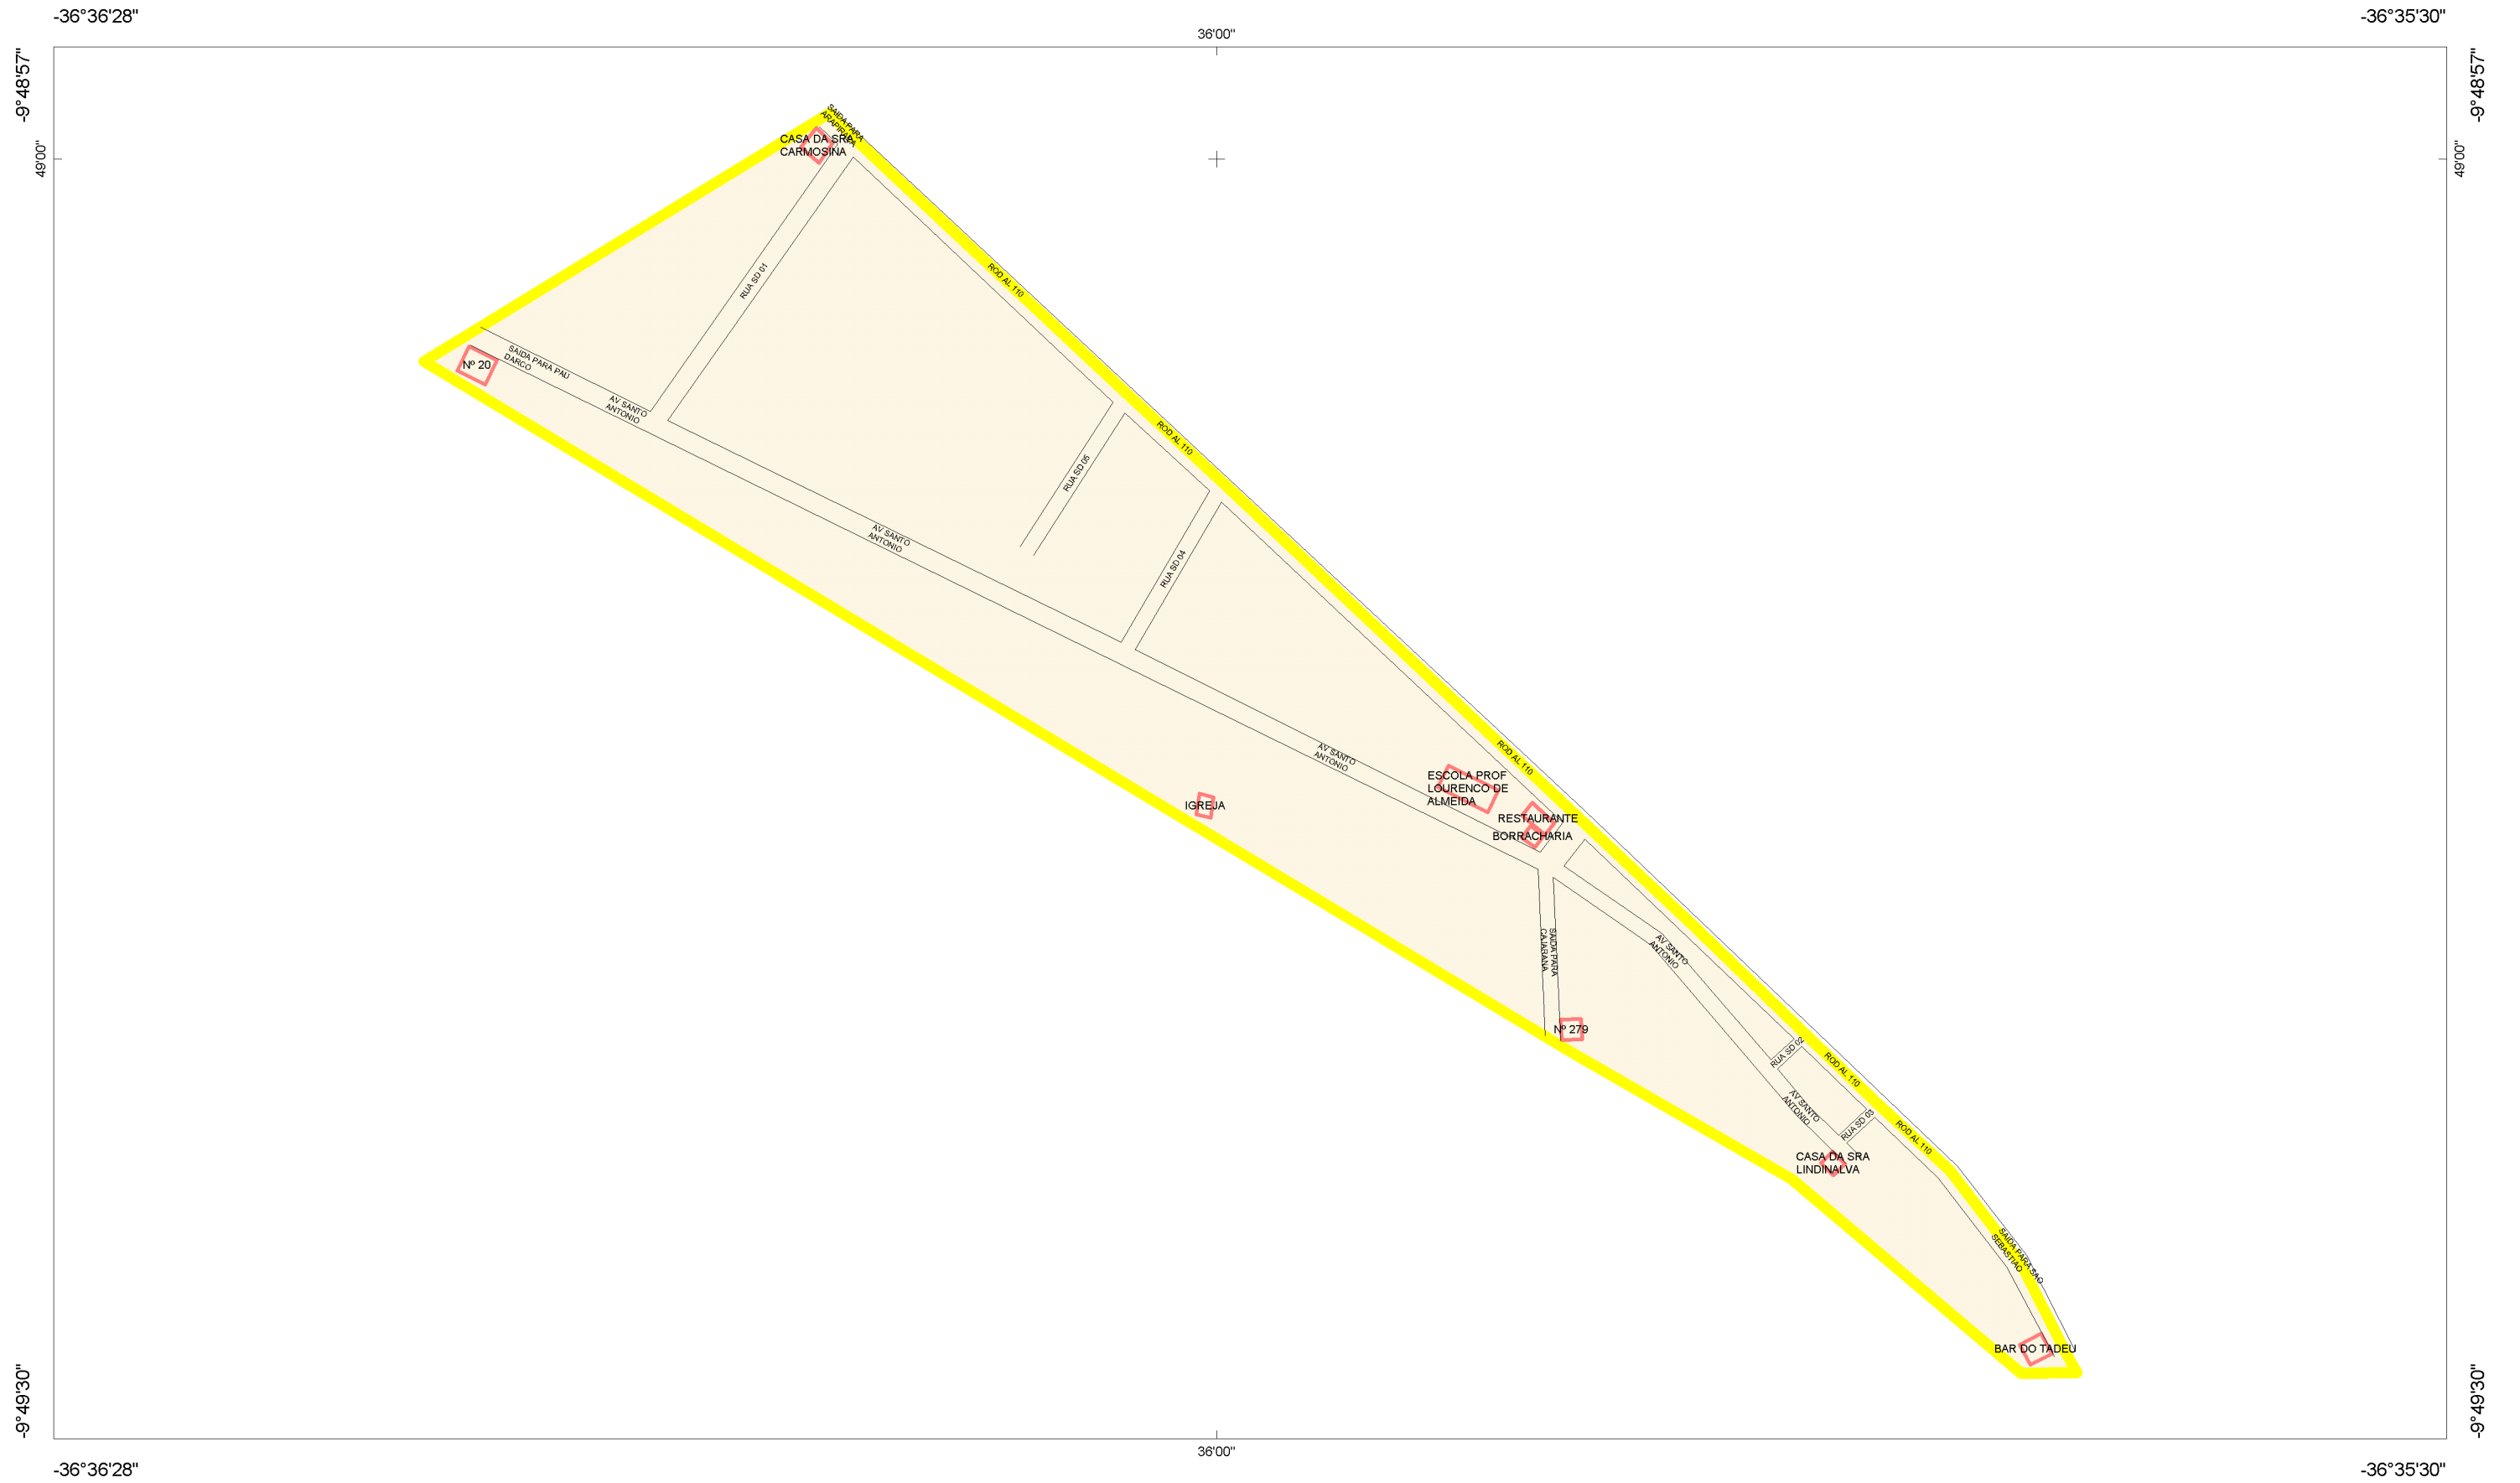 -36°36'28"
-36°35'30"
36'00"
-9°48'57"
-9°48'57"
49'00"
49'00"
SAIDA PARA
ARAPIRACA
CASA DA SRA
CARMOSINA
RUA SD 01
ROD AL 110
Nº 20
SAIDA PARA PAU
DARCO
AV SANTO
ANTONIO
ROD AL 110
RUA SD 05
AV SANTO
ANTONIO
RUA SD 04
AV SANTO
ANTONIO
ROD AL 110
ESCOLA PROF
LOURENCO DE
ALMEIDA
IGREJA
RESTAURANTE
BORRACHARIA
SAIDA PARA
CAJARANA
AV SANTO
ANTONIO
Nº 279
RUA SD 02
ROD AL 110
AV SANTO
ANTONIO
RUA SD 03
ROD AL 110
CASA DA SRA
LINDINALVA
SAIDA PARA SAO
SEBASTIAO
BAR DO TADEU
-9°49'30"
-9°49'30"
36'00"
-36°36'28"
-36°35'30"